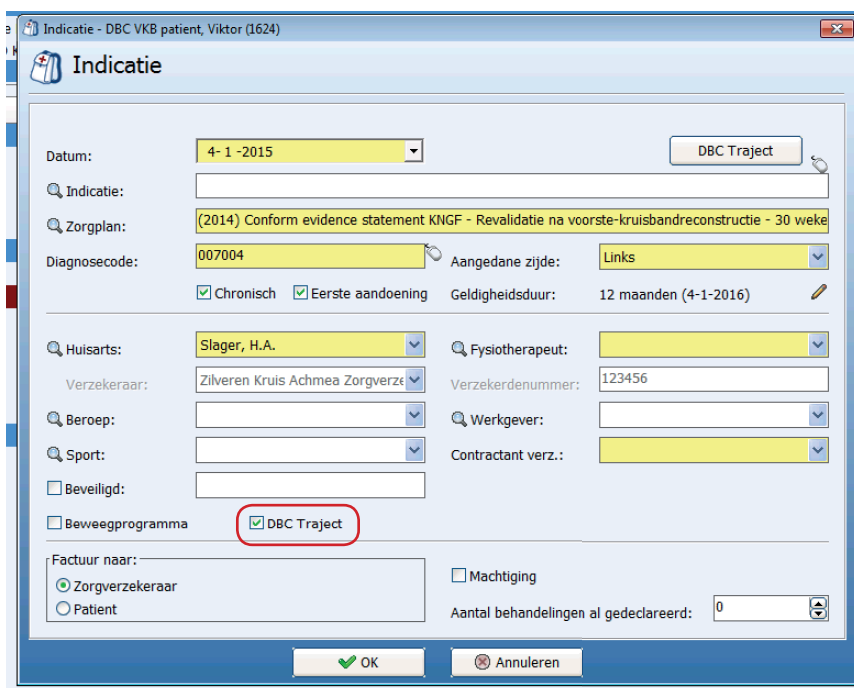 Indicatie - DBC VKB patient, Viktor (1624)
Indicatie
Datum: 4- 1 -2015 DBC Traject
Indicatie:
Zorgplan: (2014) Conform evidence statement KNGF - Revalidatie na voorste-kruisbandreconstructie - 30 weke
Diagnosecode: 007004 Aangedane zijde: Links
Chronisch Eerste aandoening Geldigheidsduur: 12 maanden (4-1-2016)
Huisarts: Slager, H.A. Fysiotherapeut:
Verzekeraar: Zilveren Kruis Achmea Zorgverze Verzekerdenummer: 123456
Beroep: Werkgever:
Sport: Contractant verz.:
Beveiligd:
Beweegprogramma DBC Traject
Factuur naar:
Zorgverzekeraar Machtiging
Patient Aantal behandelingen al gedeclareerd: 0
OK Annuleren